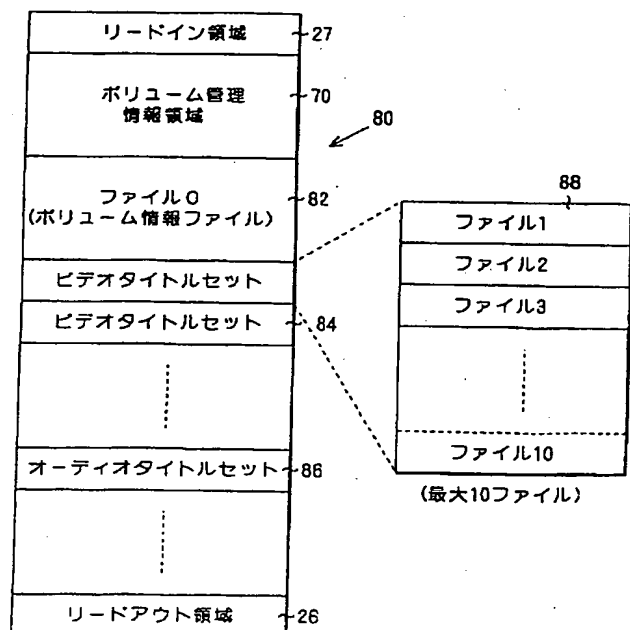 リードイン領域
27
ボリューム管理
情報領域
70
80
ファイル0
(ボリューム情報ファイル)
82
ビデオタイトルセット
ビデオタイトルセット
84
オーディオタイトルセット
86
リードアウト領域
26
88
ファイル1
ファイル2
ファイル3
ファイル10
(最大10ファイル)